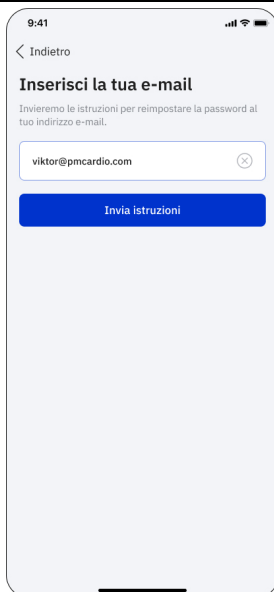 9:41
Indietro
Inserisci la tua e-mail
Invieremo le istruzioni per reimpostare la password al
tuo indirizzo e-mail.
viktor@pmcardio.com
Invia istruzioni